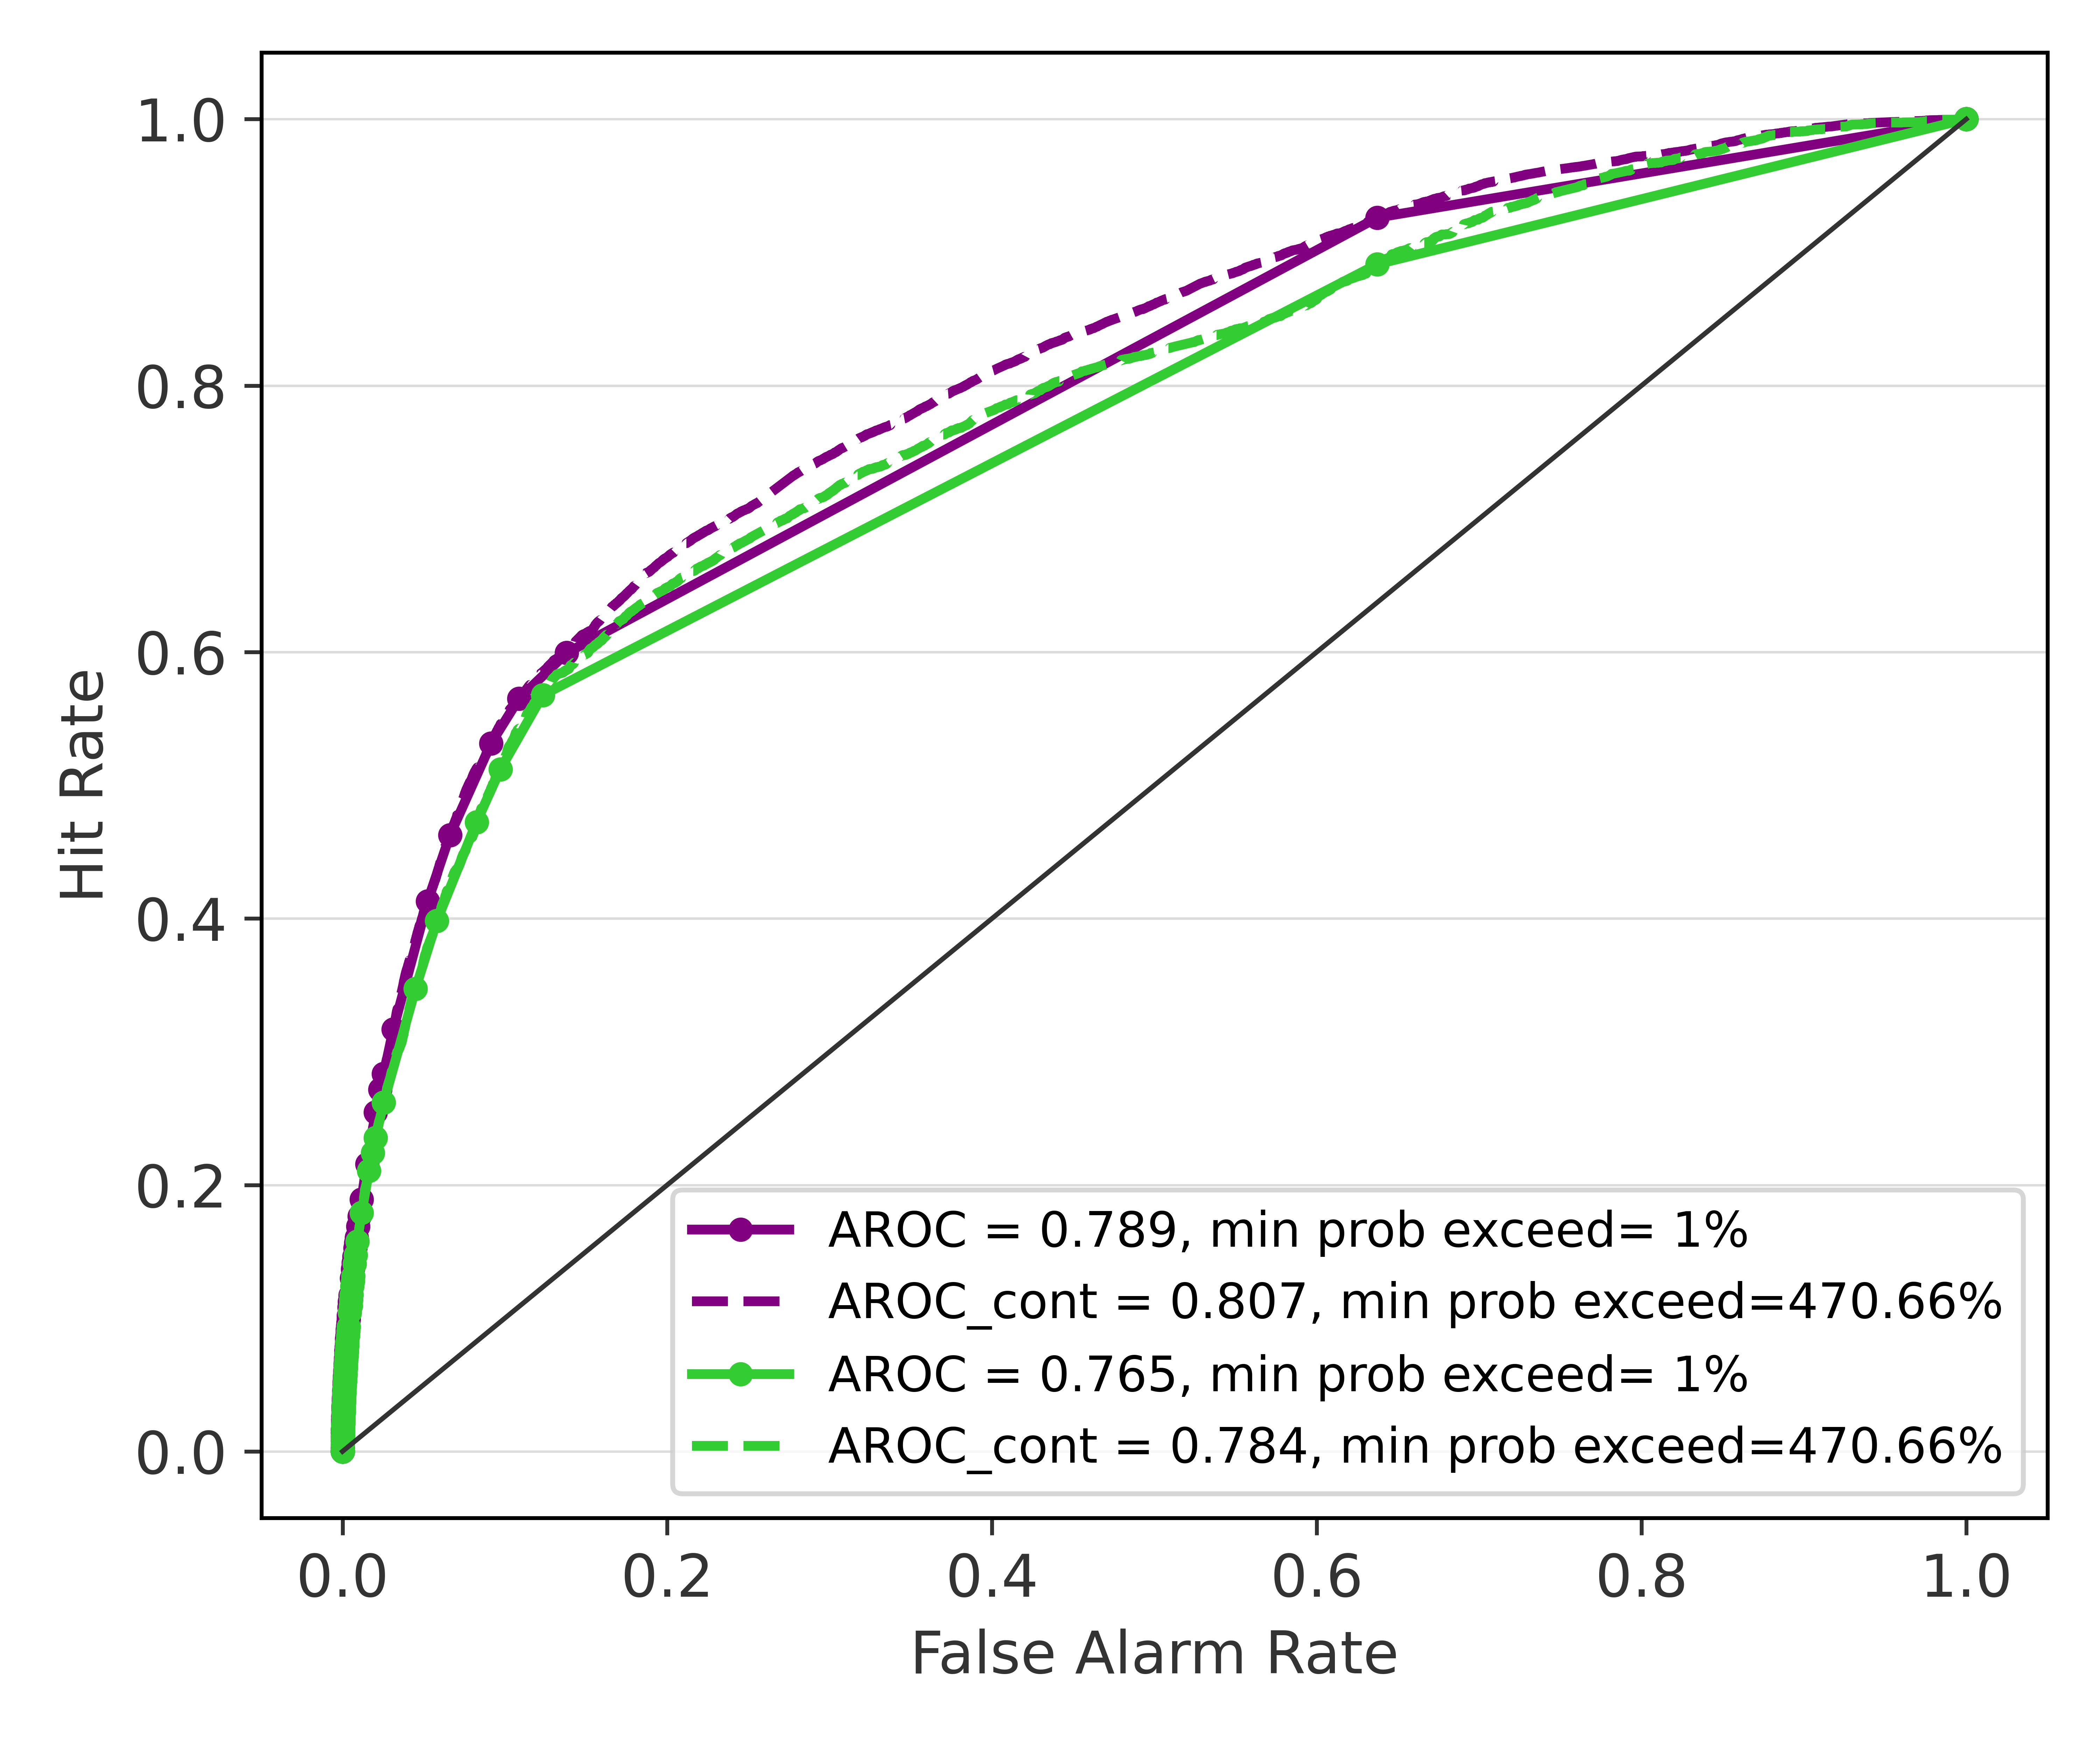 1.0
0.8
0.6
0.4
0.2
0.0
Hit Rate
AROC = 0.789, min prob exceed= 1%
AROC_cont = 0.807, min prob exceed=470.66%
AROC = 0.765, min prob exceed= 1%
AROC_cont = 0.784, min prob exceed=470.66%
0.0 0.2 0.4 0.6 0.8 1.0
False Alarm Rate